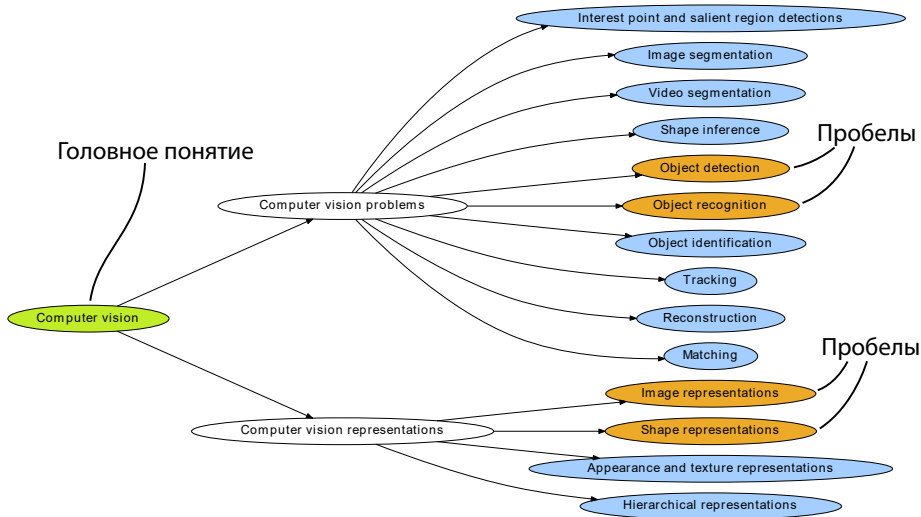 Interest point and salient region detections
Image segmentation
Video segmentation
Shape inference
Пробелы
Головное понятие
Object detection
Computer vision problems
Object recognition
Object identification
Tracking
Computer vision
Reconstruction
Пробелы
Matching
Image representations
Computer vision representations
Shape representations
Appearance and texture representations
Hierarchical representations